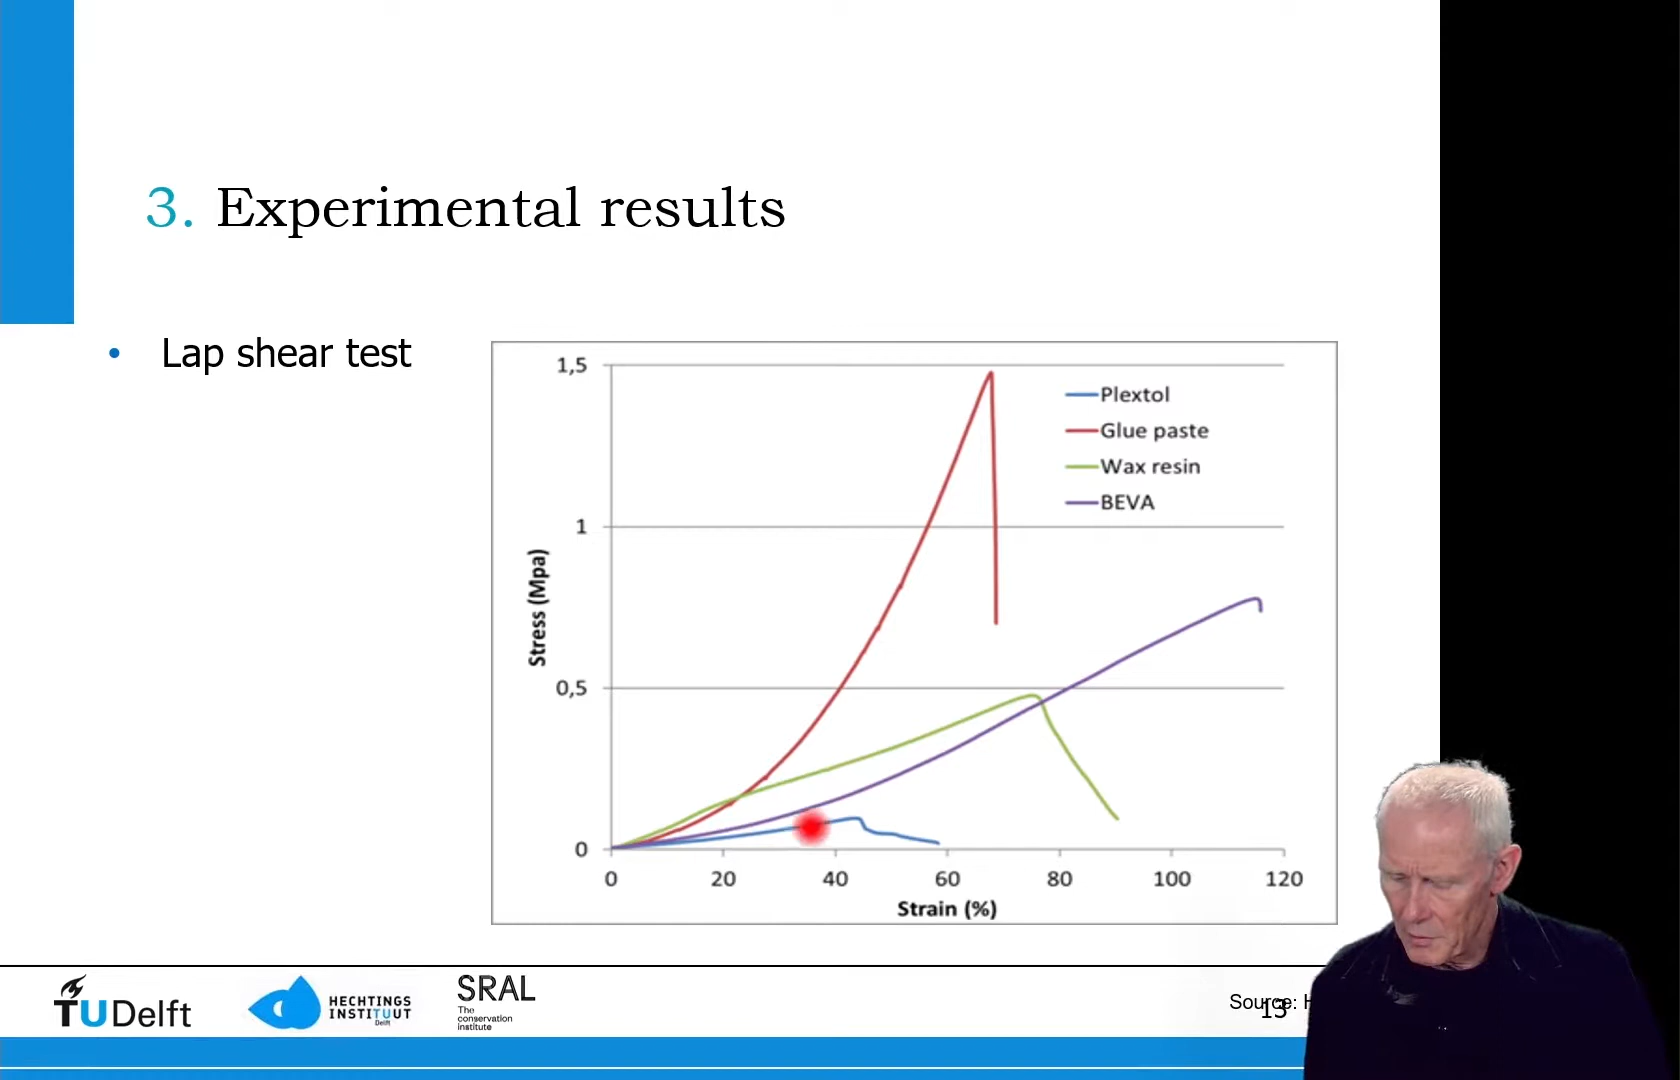 3. Experimental results
• Lap shear test
1,5
1
0,5
0
Stress (Mpa)
Plextol
Glue paste
Wax resin
BEVA
0 20 40 60 80 100 120
Strain (%)
TUDelft
HECHTINGS
INSTITUUT
Delft
SRAL
The
conservation
institute
Source: H
13